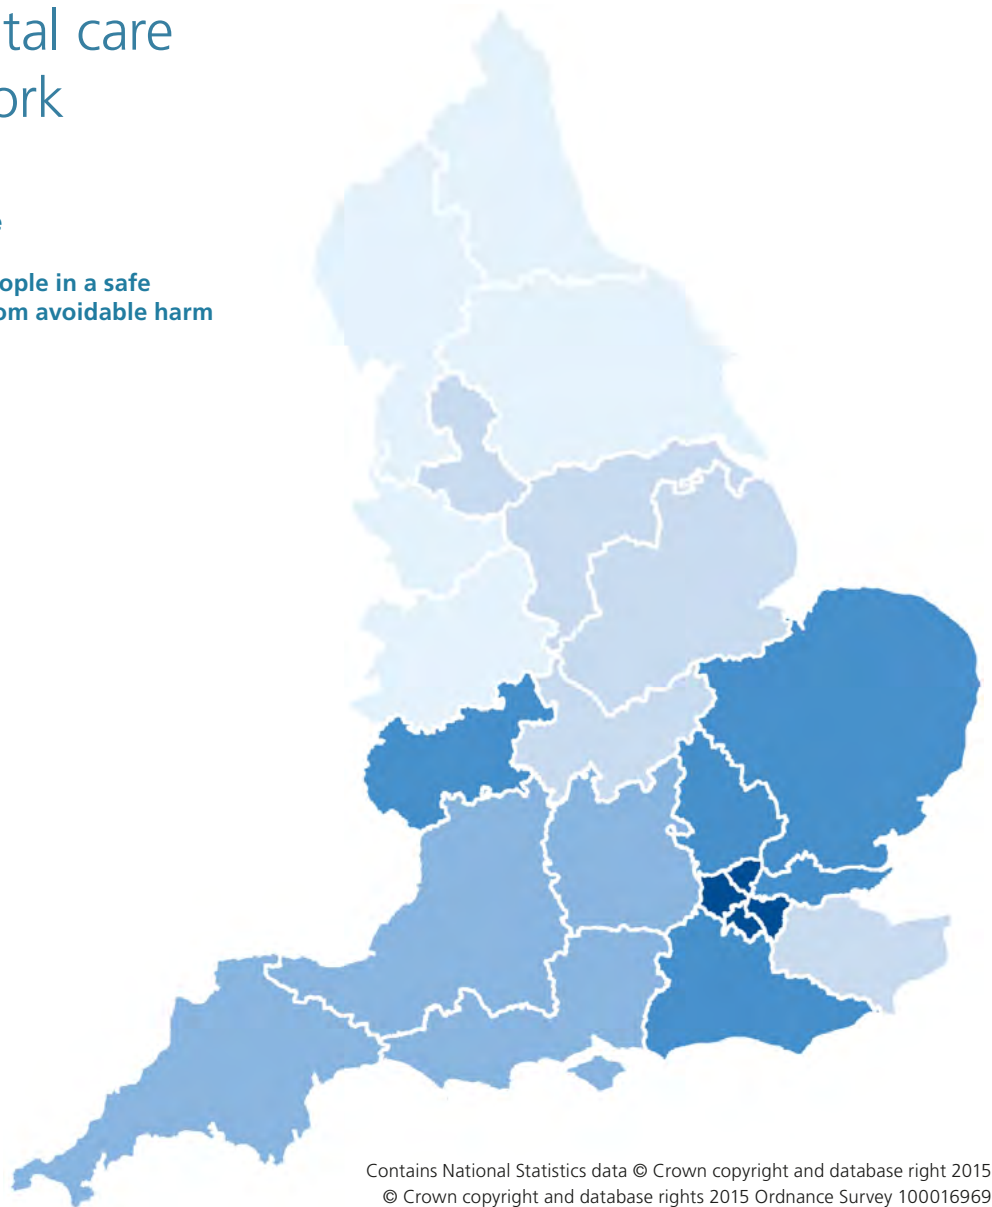 tal care
ork
e
ople in a safe
om avoidable harm
Contains National Statistics data © Crown copyright and database right 2015
© Crown copyright and database rights 2015 Ordnance Survey 100016969